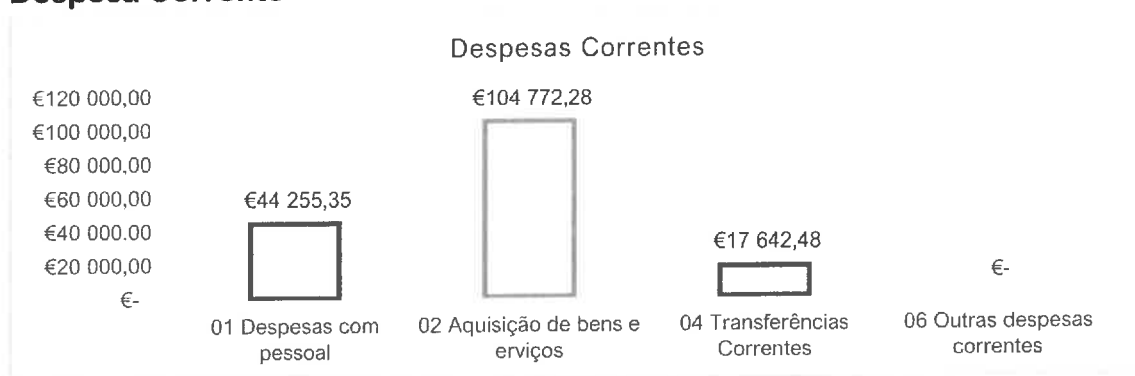 Despesas Correntes
€120 000,00
€104 772,28
€100 000,00
€80 000,00
€60 000,00
€44 255,35
€40 000.00
€17 642,48
€20 000,00
€-
€-
01 Despesas com
pessoal
02 Aquisição de bens e
erviços
04 Transferências
Correntes
06 Outras despesas
correntes